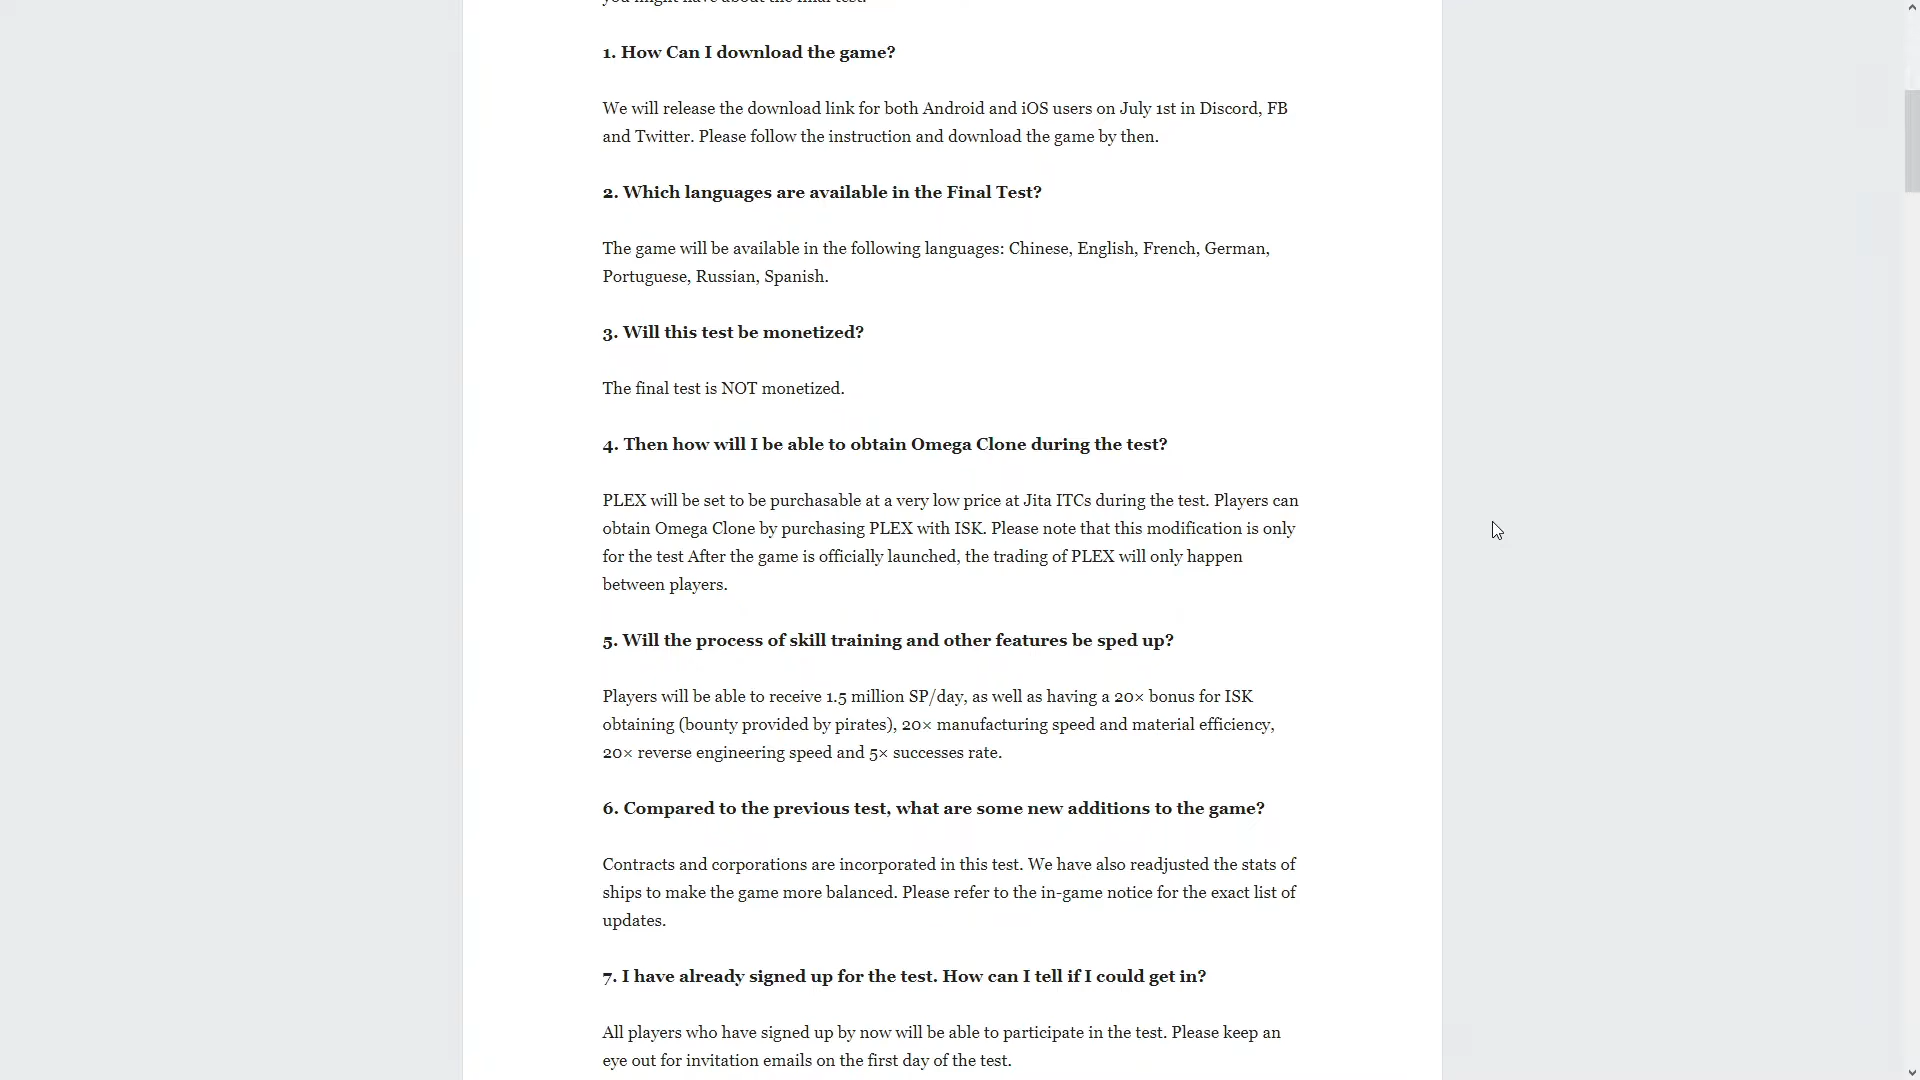 you might have about the final test.
1. How Can I download the game?
We will release the download link for both Android and iOS users on July 1st in Discord, FB
and Twitter. Please follow the instruction and download the game by then.
2. Which languages are available in the Final Test?
The game will be available in the following languages: Chinese, English, French, German,
Portuguese, Russian, Spanish.
3. Will this test be monetized?
The final test is NOT monetized.
4. Then how will I be able to obtain Omega Clone during the test?
PLEX will be set to be purchasable at a very low price at Jita ITCs during the test. Players can
obtain Omega Clone by purchasing PLEX with ISK. Please note that this modification is only
for the test After the game is officially launched, the trading of PLEX will only happen
between players.
5. Will the process of skill training and other features be sped up?
Players will be able to receive 1.5 million SP/day, as well as having a 20× bonus for ISK
obtaining (bounty provided by pirates), 20× manufacturing speed and material efficiency,
20× reverse engineering speed and 5× successes rate.
6. Compared to the previous test, what are some new additions to the game?
Contracts and corporations are incorporated in this test. We have also readjusted the stats of
ships to make the game more balanced. Please refer to the in-game notice for the exact list of
updates.
7. I have already signed up for the test. How can I tell if I could get in?
All players who have signed up by now will be able to participate in the test. Please keep an
eye out for invitation emails on the first day of the test.